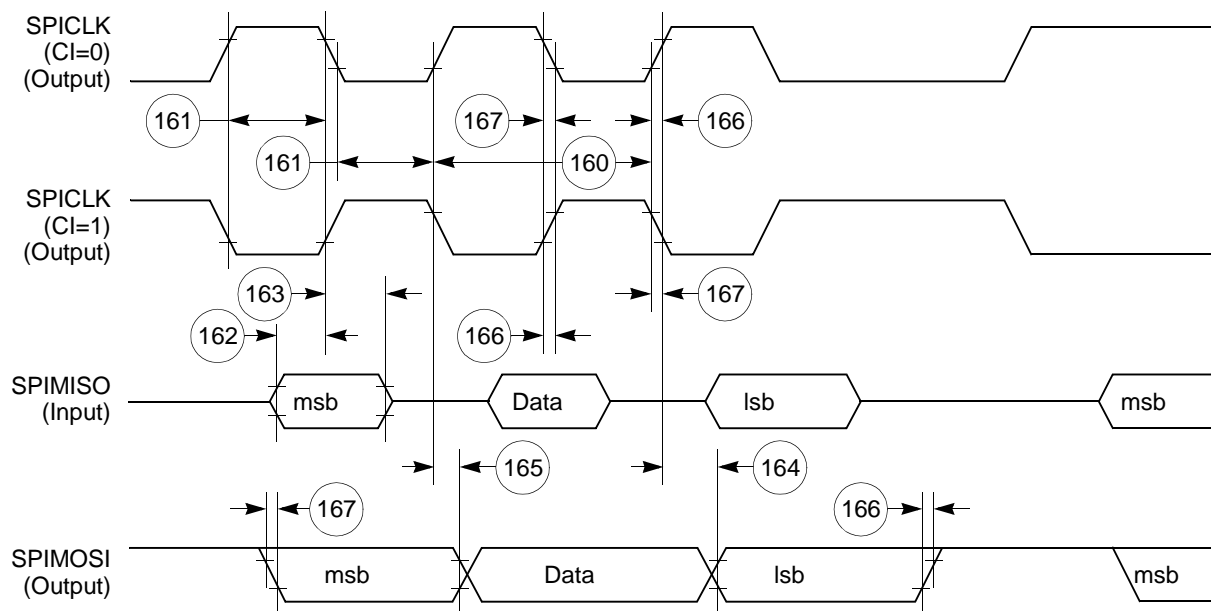 SPICLK
(CI=0)
(Output)
161
167
166
161
160
SPICLK
(CI=1)
(Output)
163
167
162
166
SPIMISO
(Input)
msb
Data
lsb
msb
165
164
167
166
SPIMOSI
(Output)
msb
Data
lsb
msb